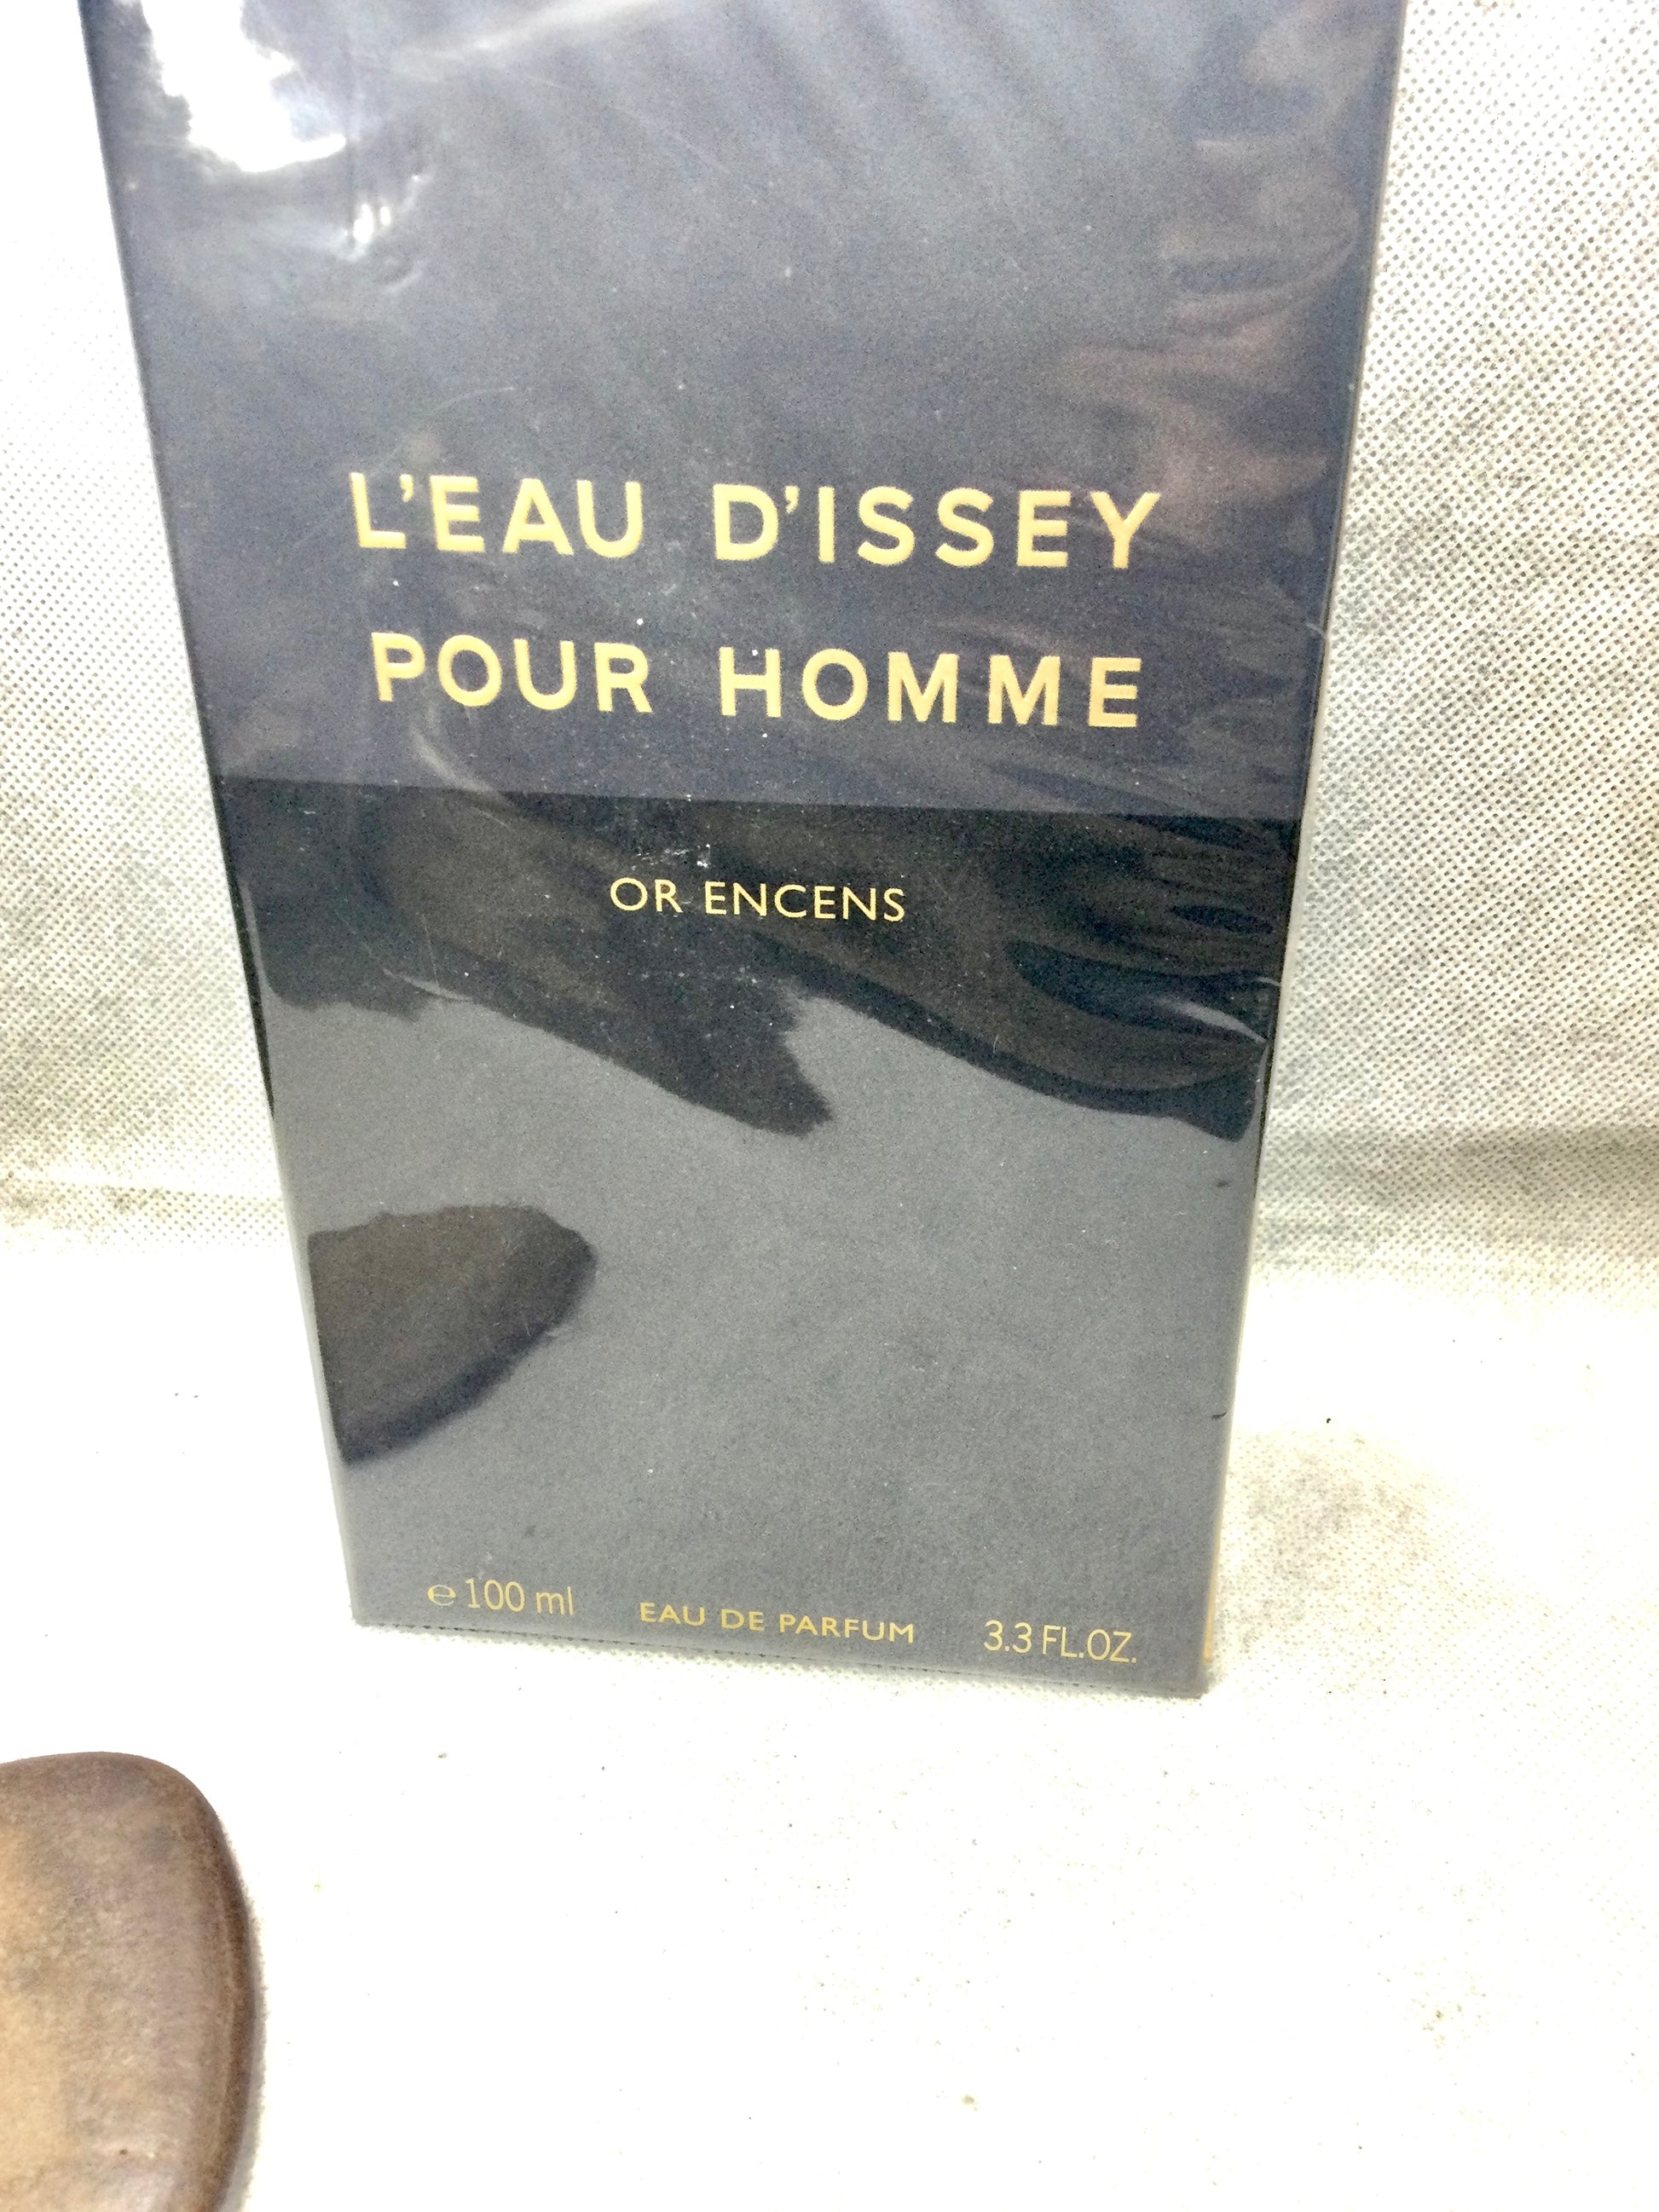 L'EAU D'ISSEY
POUR HOMME
OR ENCENS
℮ 100 ml EAU DE PARFUM 3.3 FL.OZ.